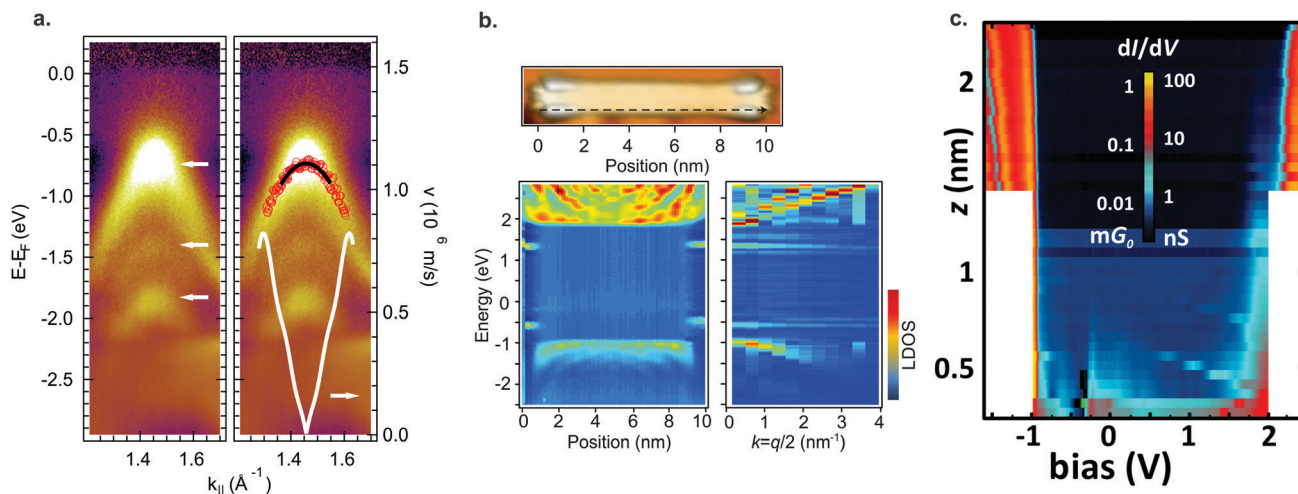 a.
0.0
-0.5
-1.0
-1.5
-2.0
-2.5
E-E_F (eV)
1.4 1.6 1.4 1.6
k_|| (Å⁻¹)
1.5
1.0
0.5
0.0
v (10⁶ m/s)
b.
0 2 4 6 8 10
Position (nm)
Energy (eV)
2
1
0
-1
-2
0 2 4 6 8 10
Position (nm)
0 1 2 3 4
k=q/2 (nm⁻¹)
LDOS
c.
z (nm)
2
1
0.5
dI/dV
1 100
0.1 10
0.01 1
mG₀ nS
-1 0 1 2
bias (V)